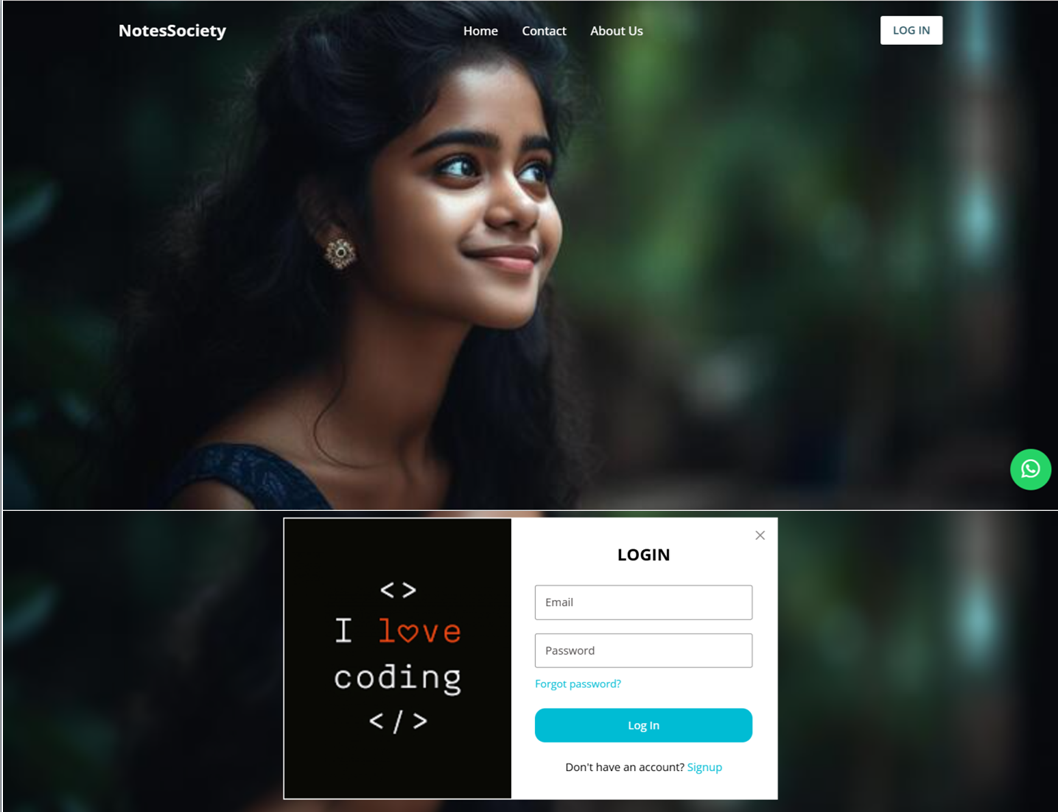 NotesSociety
Home Contact About Us
LOG IN
LOGIN
Email
Password
Forgot password?
Log In
Don't have an account? Signup
< >
I love
coding
< / >